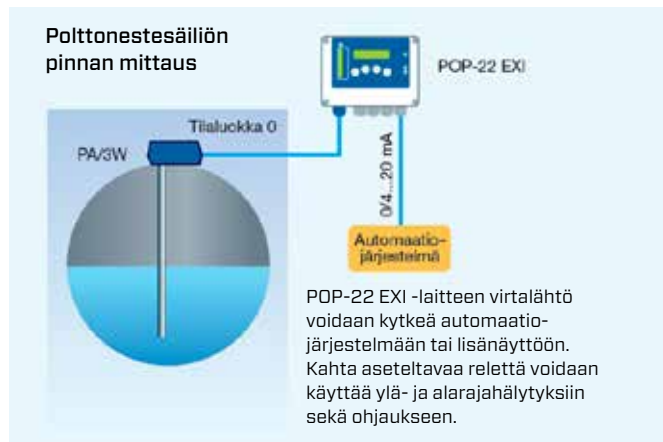 Polttonestesäiliön
pinnan mittaus
POP-22 EXI
Tilaluokka 0
PA/3W
0/4...20 mA
Automaatio-
järjestelmä
POP-22 EXI -laitteen virtalähtö
voidaan kytkeä automaatio-
järjestelmään tai lisänäyttöön.
Kahta aseteltavaa relettä voidaan
käyttää ylä- ja alarajahälytyksiin
sekä ohjaukseen.